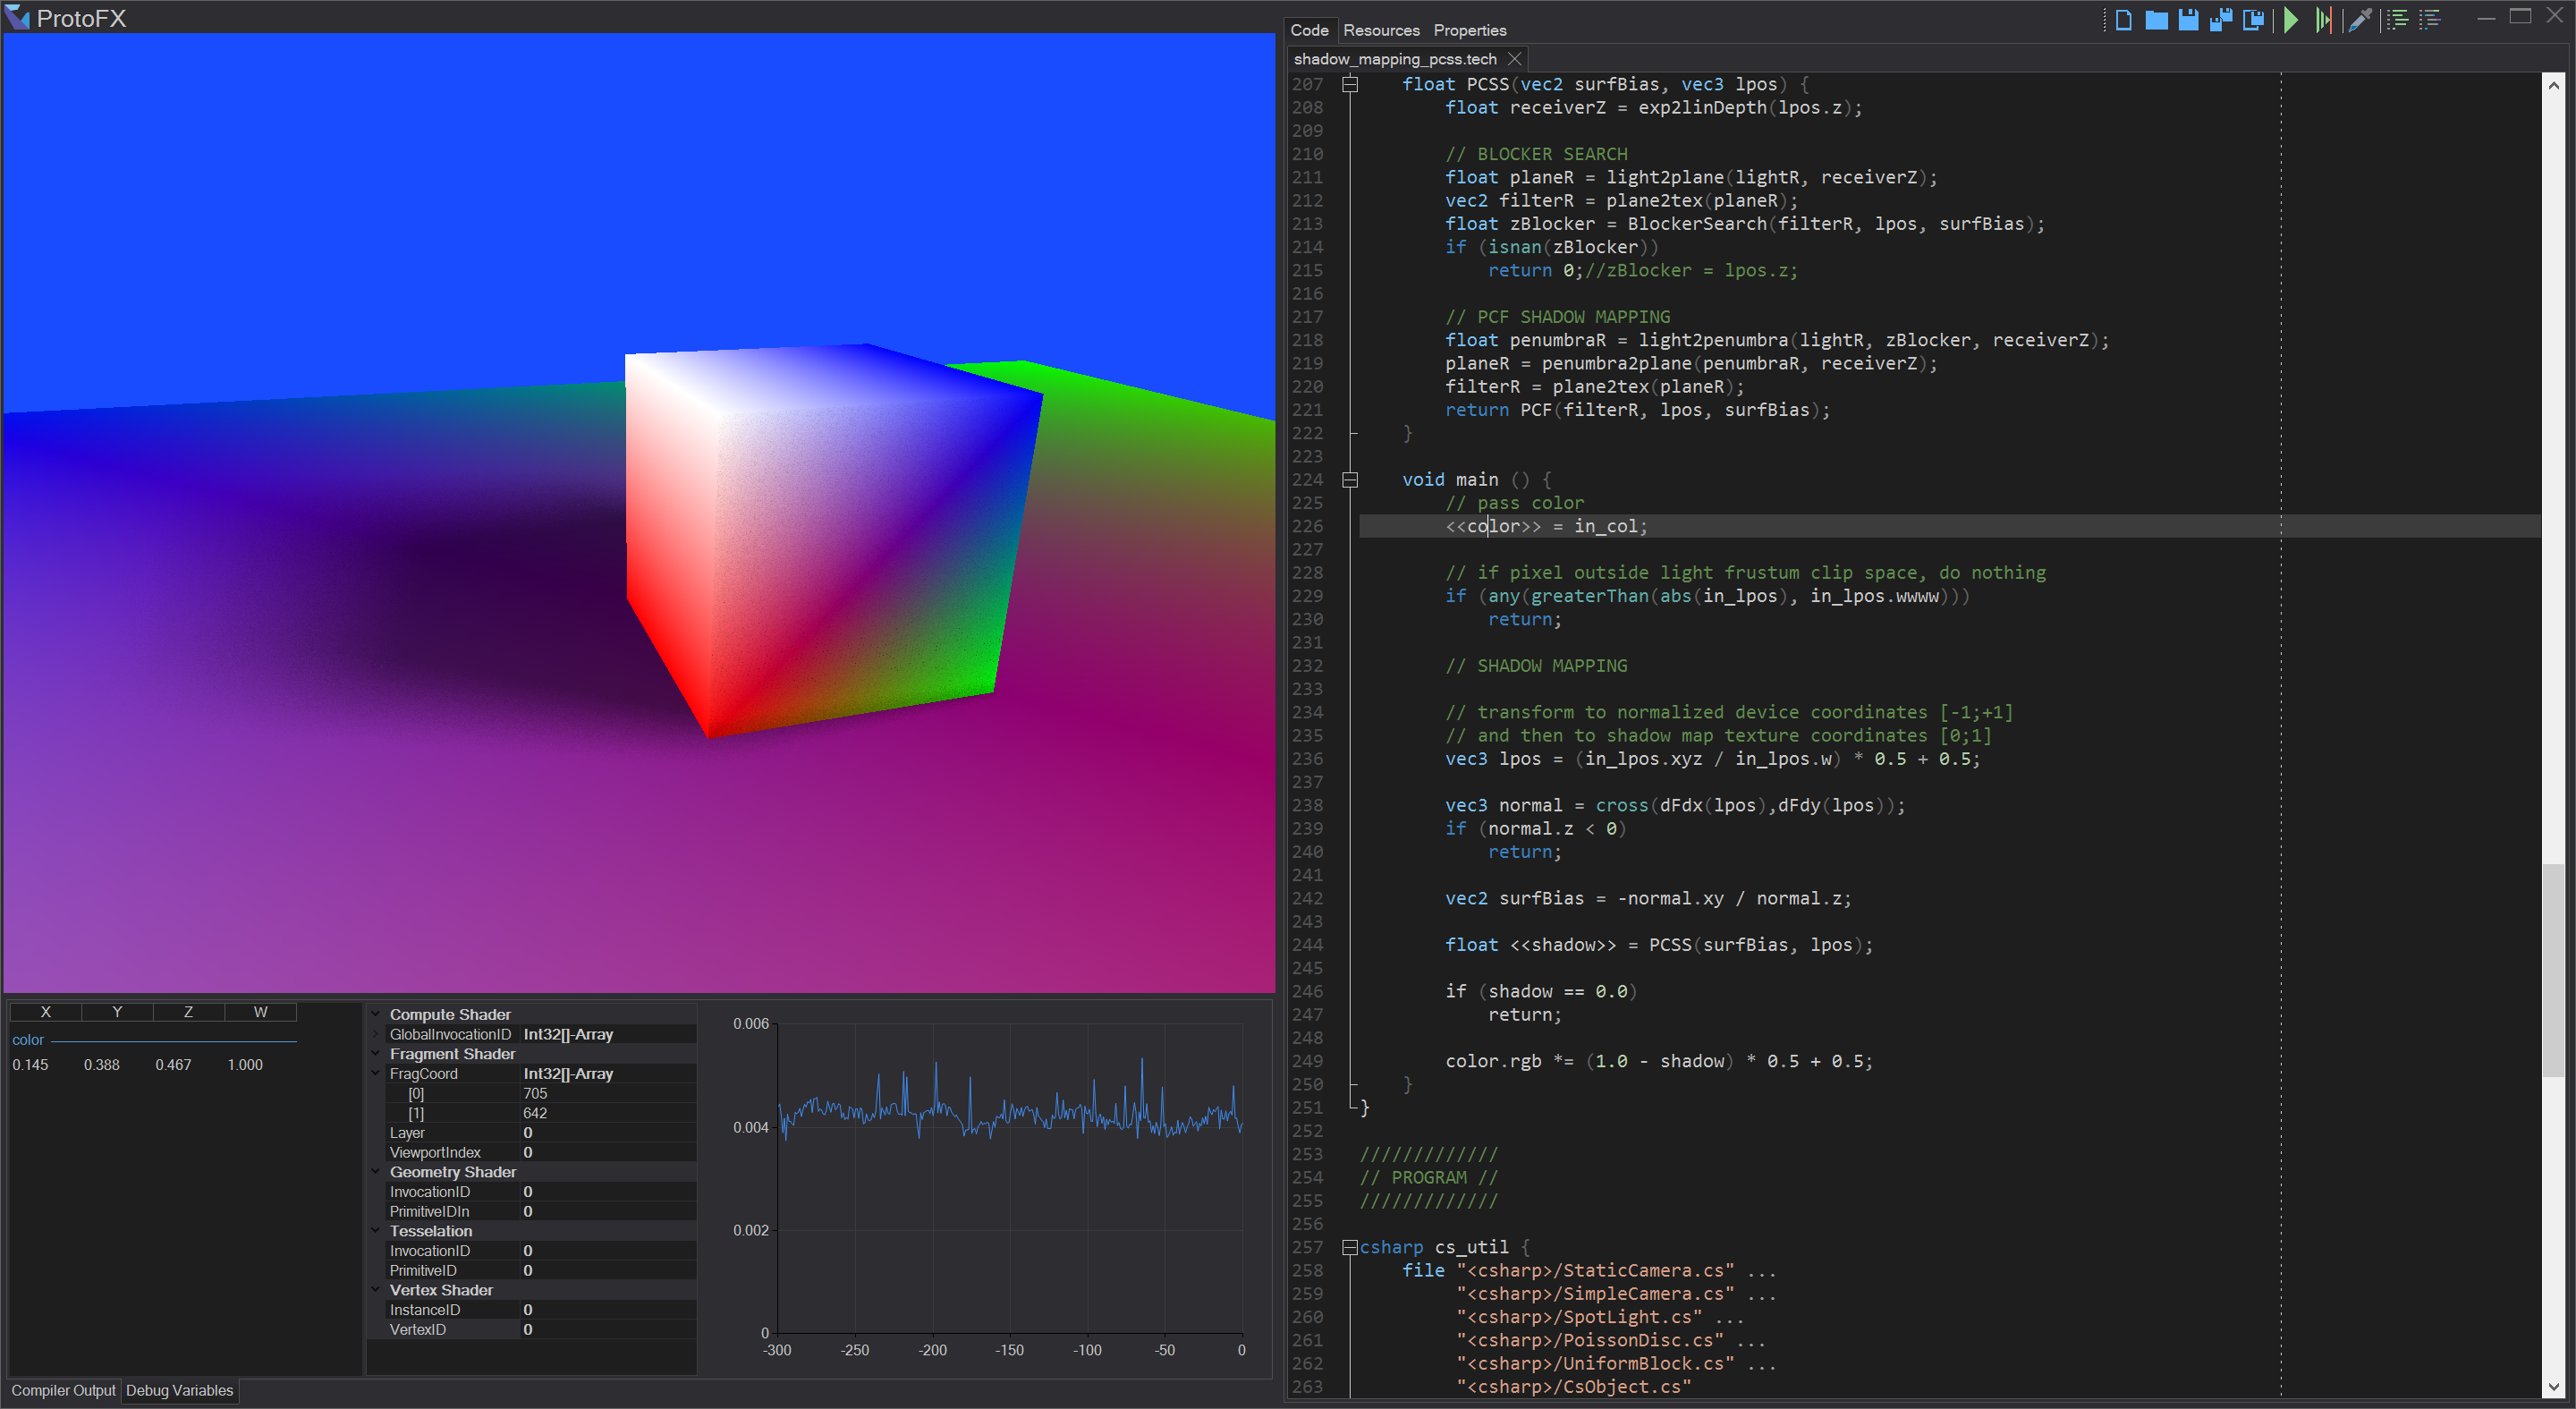 ProtoFX
Code Resources Properties
shadow_mapping_pcss.tech
207 float PCSS(vec2 surfBias, vec3 lpos) {
208 float receiverZ = exp2linDepth(lpos.z);
209
210 // BLOCKER SEARCH
211 float planeR = light2plane(lightR, receiverZ);
212 vec2 filterR = plane2tex(planeR);
213 float zBlocker = BlockerSearch(filterR, lpos, surfBias);
214 if (isnan(zBlocker))
215 return 0;//zBlocker = lpos.z;
216
217 // PCF SHADOW MAPPING
218 float penumbraR = light2penumbra(lightR, zBlocker, receiverZ);
219 planeR = penumbra2plane(penumbraR, receiverZ);
220 filterR = plane2tex(planeR);
221 return PCF(filterR, lpos, surfBias);
222 }
223
224 void main () {
225 // pass color
226 <<color>> = in_col;
227
228 // if pixel outside light frustum clip space, do nothing
229 if (any(greaterThan(abs(in_lpos), in_lpos.wwww)))
230 return;
231
232 // SHADOW MAPPING
233
234 // transform to normalized device coordinates [-1;+1]
235 // and then to shadow map texture coordinates [0;1]
236 vec3 lpos = (in_lpos.xyz / in_lpos.w) * 0.5 + 0.5;
237
238 vec3 normal = cross(dFdx(lpos),dFdy(lpos));
239 if (normal.z < 0)
240 return;
241
242 vec2 surfBias = -normal.xy / normal.z;
243
244 float <<shadow>> = PCSS(surfBias, lpos);
245
246 if (shadow == 0.0)
247 return;
248
249 color.rgb *= (1.0 - shadow) * 0.5 + 0.5;
250 }
251 }
252
253 /////////////
254 // PROGRAM //
255 /////////////
256
257 csharp cs_util {
258 file "<csharp>/StaticCamera.cs" ...
259 "<csharp>/SimpleCamera.cs" ...
260 "<csharp>/SpotLight.cs" ...
261 "<csharp>/PoissonDisc.cs" ...
262 "<csharp>/UniformBlock.cs" ...
263 "<csharp>/CsObject.cs"
X Y Z W
color
0.145 0.388 0.467 1.000
Compute Shader
GlobalInvocationID Int32[]-Array
Fragment Shader
FragCoord Int32[]-Array
[0] 705
[1] 642
Layer 0
ViewportIndex 0
Geometry Shader
InvocationID 0
PrimitiveIDIn 0
Tesselation
InvocationID 0
PrimitiveID 0
Vertex Shader
InstanceID 0
VertexID 0
0.006
0.004
0.002
0
-300 -250 -200 -150 -100 -50 0
Compiler Output Debug Variables